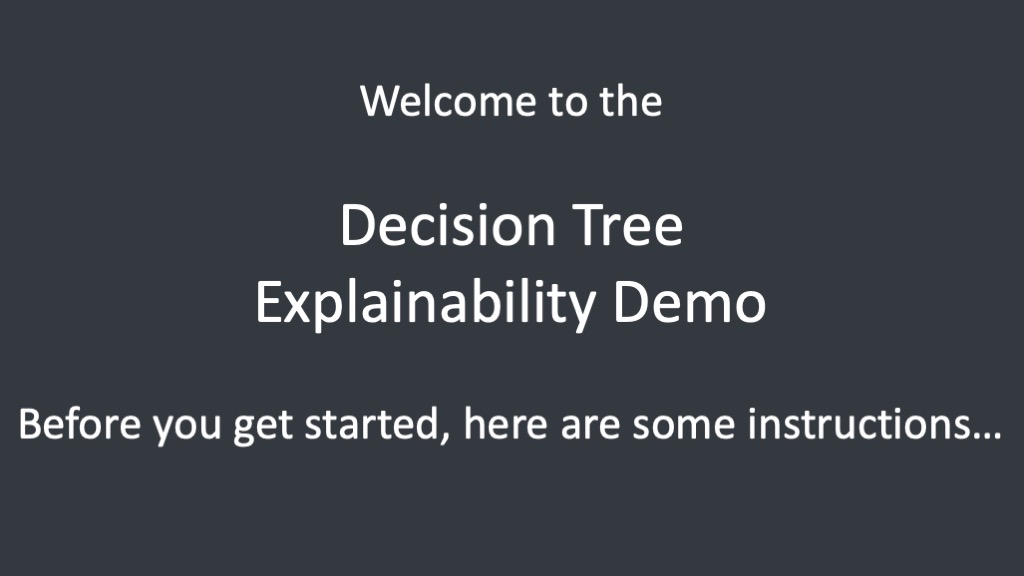 Welcome to the
Decision Tree
Explainability Demo
Before you get started, here are some instructions...